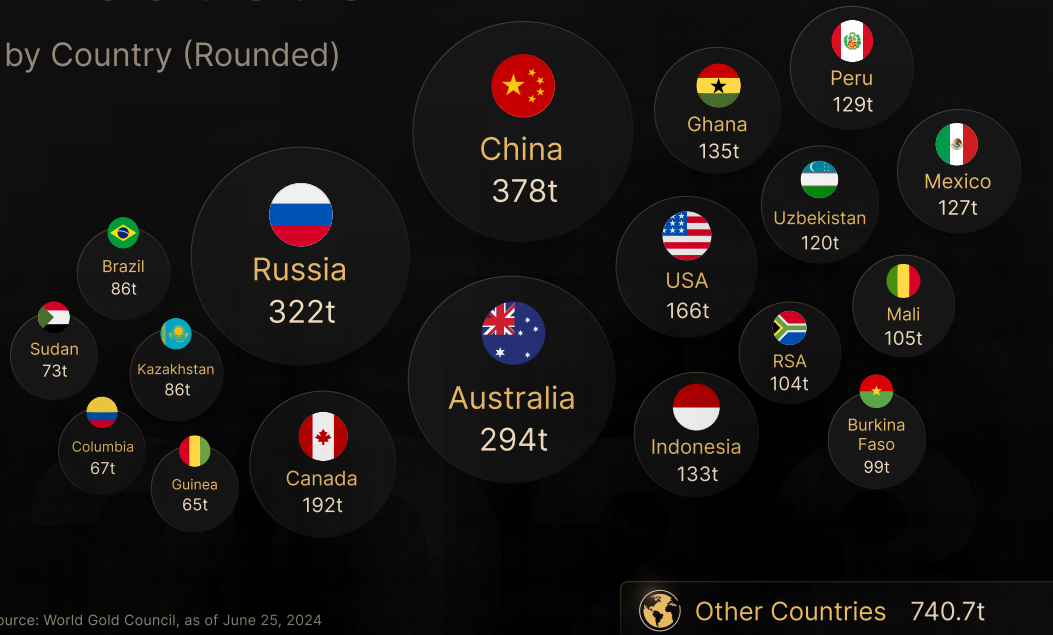 by Country (Rounded)
China
378t
Ghana
135t
Peru
129t
Mexico
127t
Uzbekistan
120t
Russia
322t
USA
166t
Brazil
86t
Mali
105t
Sudan
73t
Kazakhstan
86t
RSA
104t
Australia
294t
Columbia
67t
Guinea
65t
Canada
192t
Indonesia
133t
Burkina
Faso
99t
Other Countries 740.7t
ource: World Gold Council, as of June 25, 2024